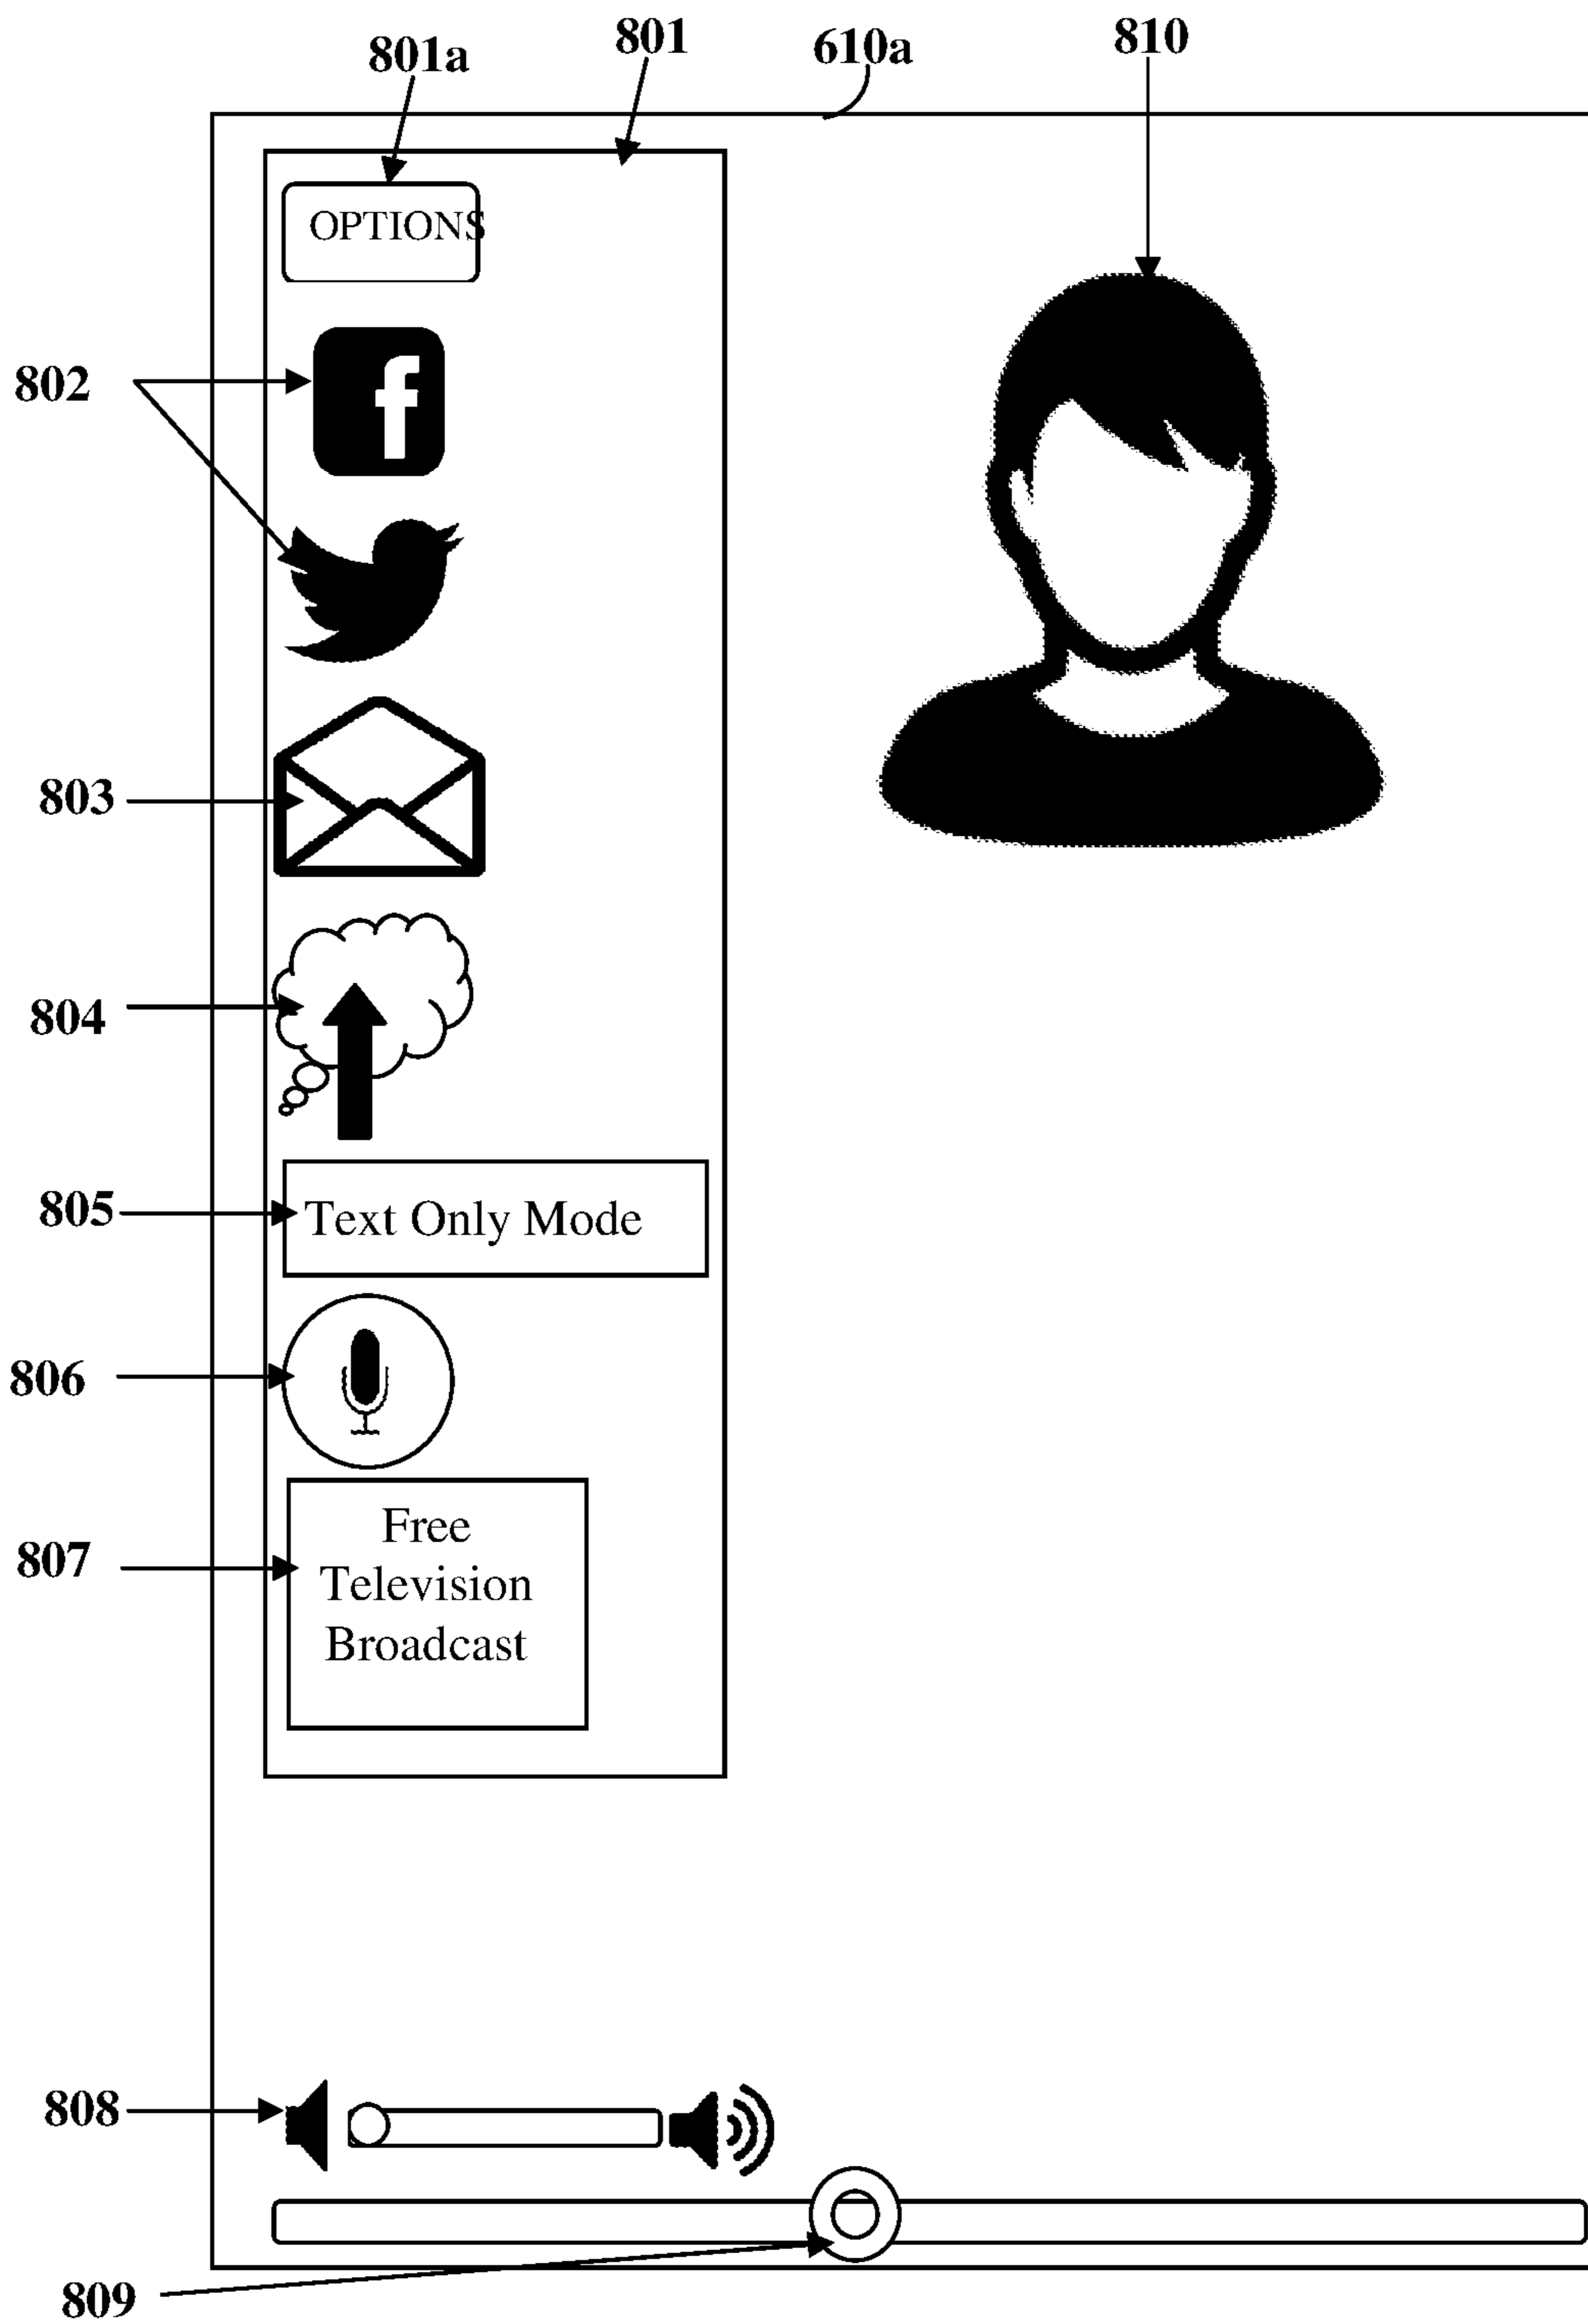 801a
801
610a
810
OPTIONS
802
f
803
804
805
Text Only Mode
806
807
Free
Television
Broadcast
808
809